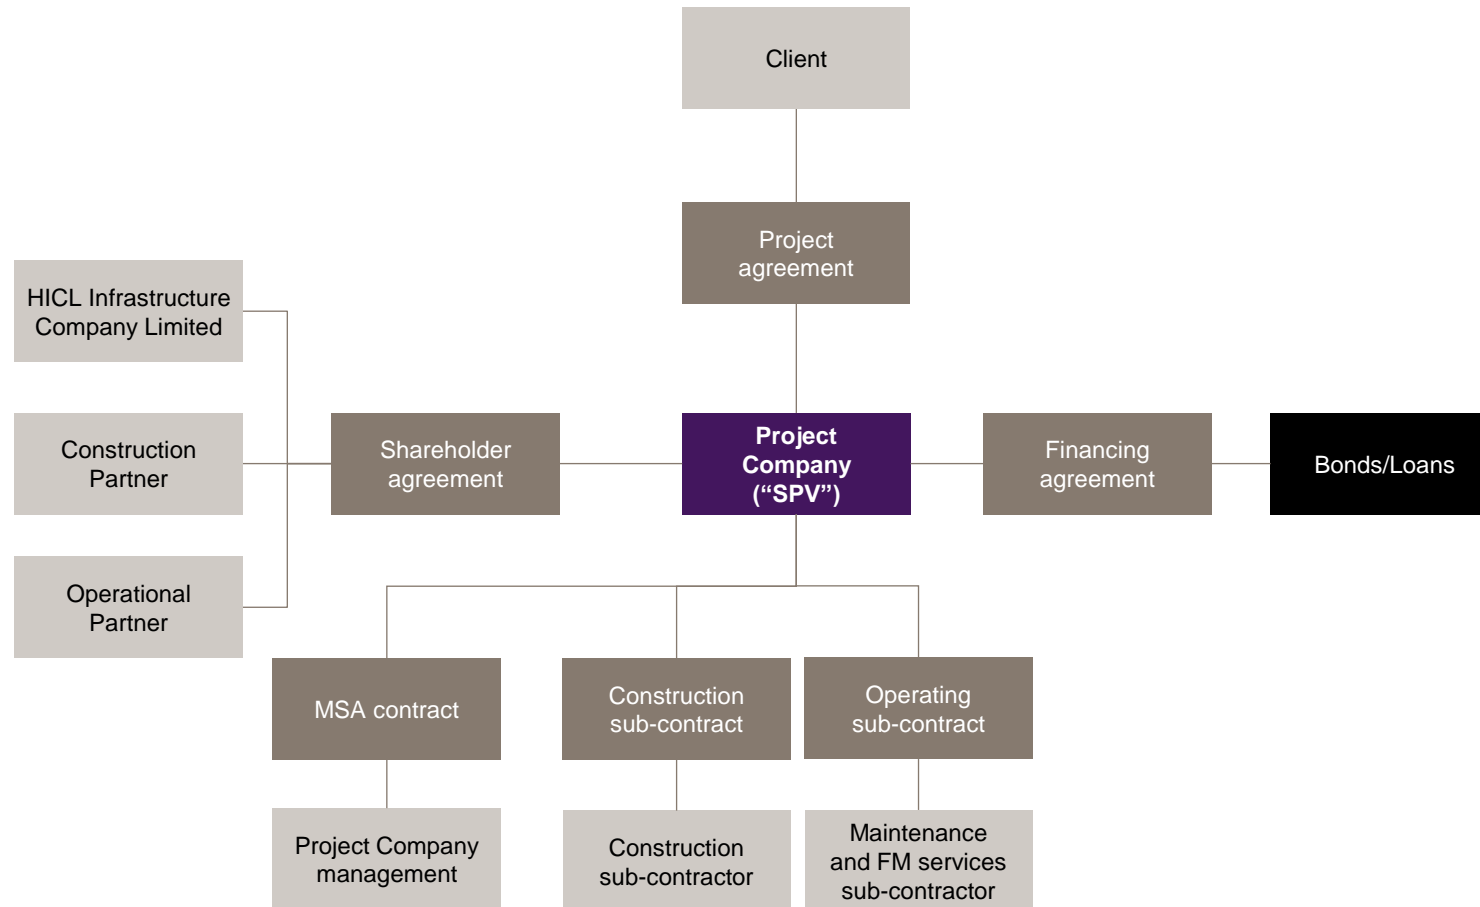 Client
Project
agreement
HICL Infrastructure
Company Limited
Construction
Partner
Shareholder
agreement
Project
Company
(“SPV”)
Financing
agreement
Bonds/Loans
Operational
Partner
MSA contract
Construction
sub-contract
Operating
sub-contract
Project Company
management
Construction
sub-contractor
Maintenance
and FM services
sub-contractor